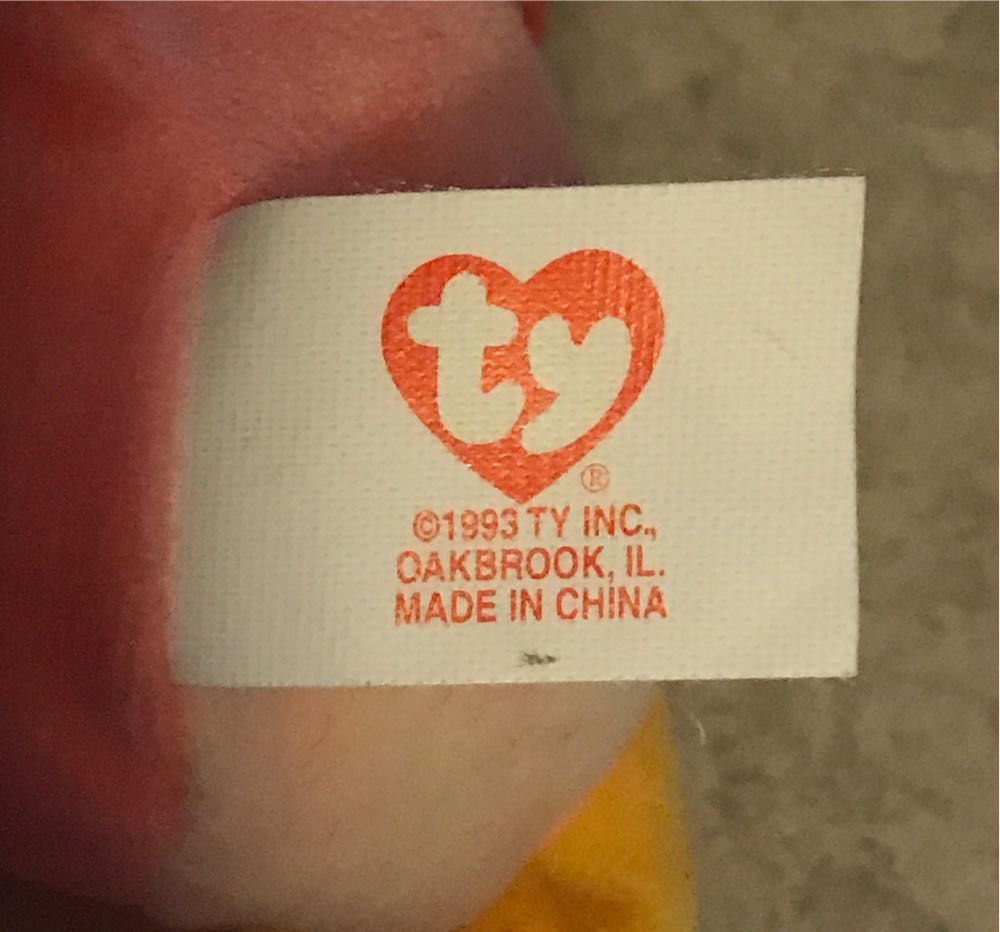 ty
®
©1993 TY INC.,
OAKBROOK, IL.
MADE IN CHINA